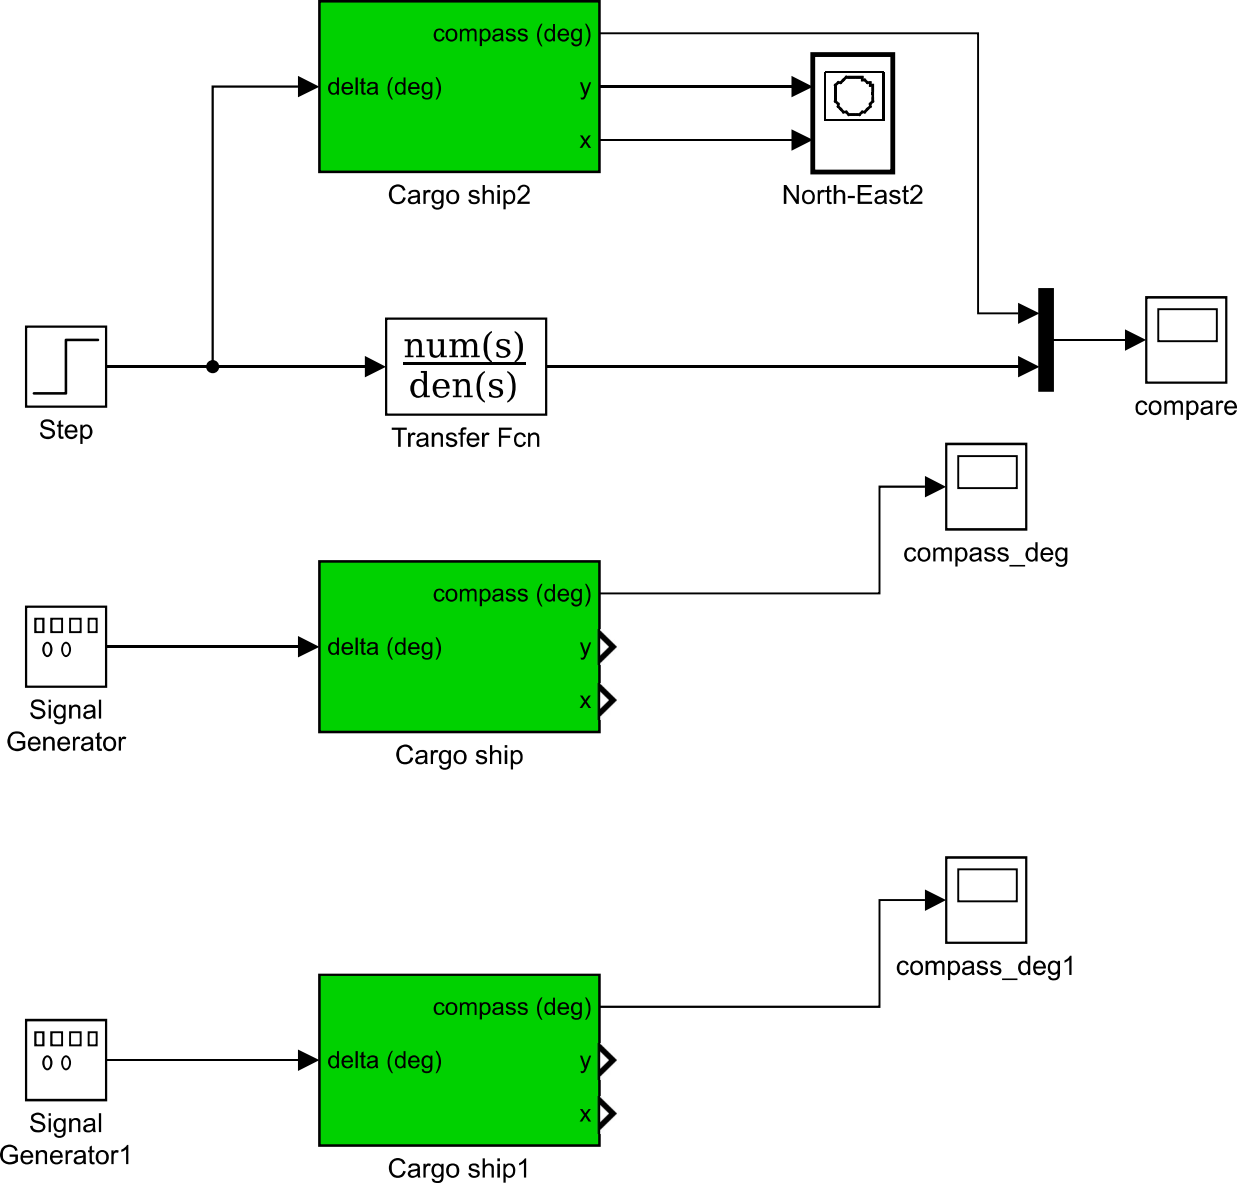 compass (deg)
delta (deg)
y
x
Cargo ship2
North-East2
Step
num(s)
den(s)
Transfer Fcn
compare
compass_deg
compass (deg)
delta (deg)
y
x
Signal
Generator
Cargo ship
compass_deg1
compass (deg)
delta (deg)
y
x
Signal
Generator1
Cargo ship1